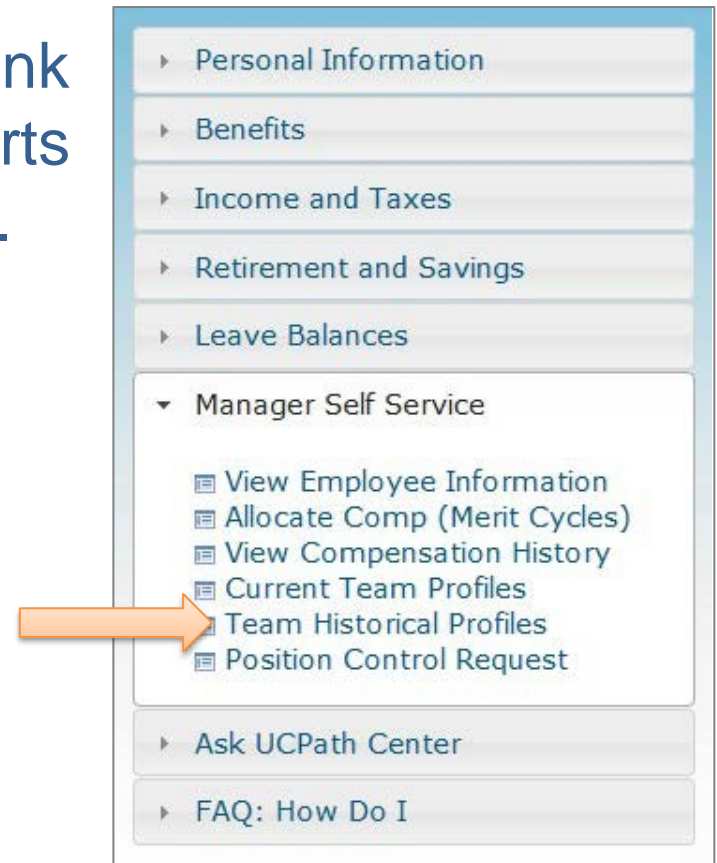 nk
rts
.
Personal Information
Benefits
Income and Taxes
Retirement and Savings
Leave Balances
Manager Self Service
View Employee Information
Allocate Comp (Merit Cycles)
View Compensation History
Current Team Profiles
Team Historical Profiles
Position Control Request
Ask UCPath Center
FAQ: How Do I